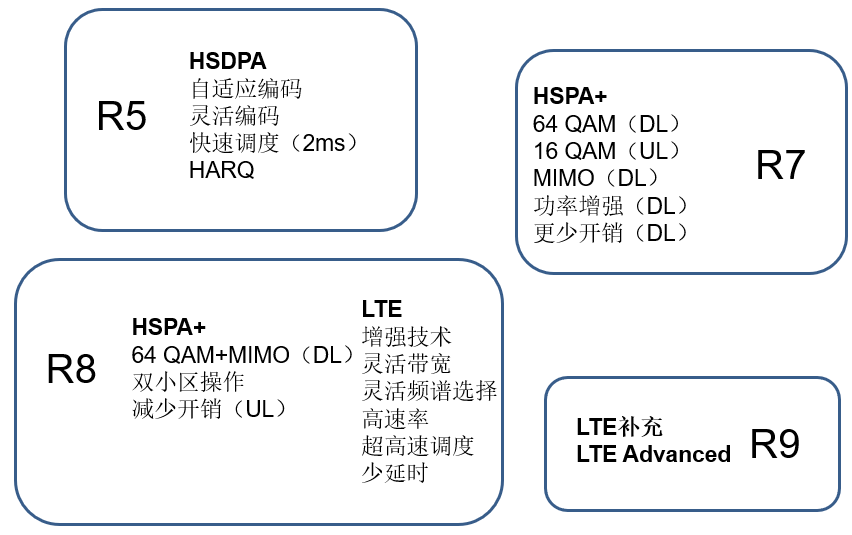 R5
HSDPA
自适应编码
灵活编码
快速调度（2ms）
HARQ
HSPA+
64 QAM（DL）
16 QAM（UL）
MIMO（DL）
功率增强（DL）
更少开销（DL）
R7
R8
HSPA+
64 QAM+MIMO（DL）
双小区操作
减少开销（UL）
LTE
增强技术
灵活带宽
灵活频谱选择
高速率
超高速调度
少延时
LTE补充
LTE Advanced
R9